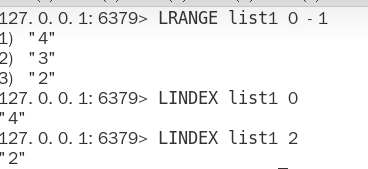 127.0.0.1:6379> LRANGE list1 0 -1
1) "4"
2) "3"
3) "2"
127.0.0.1:6379> LINDEX list1 0
"4"
127.0.0.1:6379> LINDEX list1 2
"2"